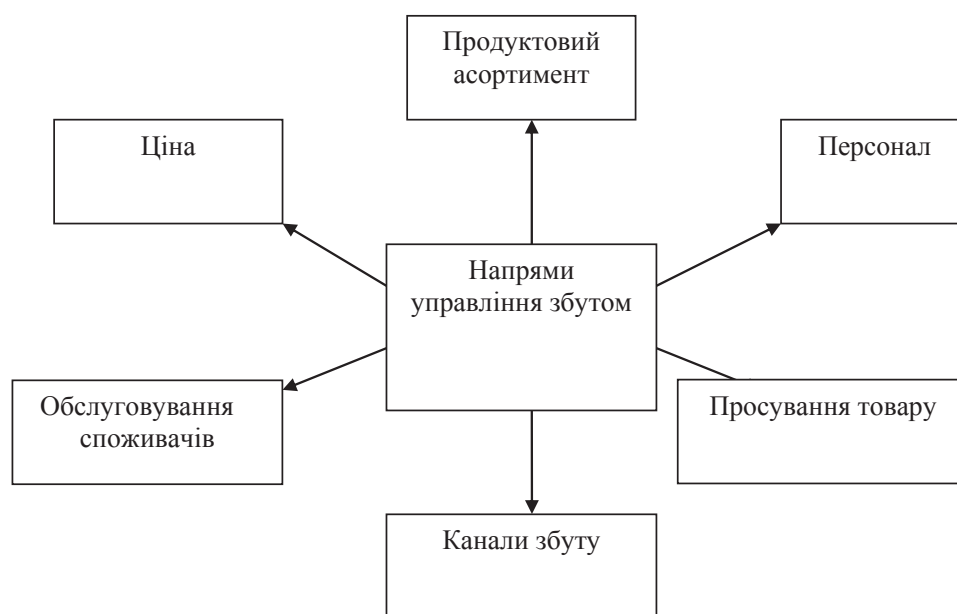 Продуктовий
асортимент
Ціна
Персонал
Напрями
управління збутом
Обслуговування
споживачів
Просування товару
Канали збуту